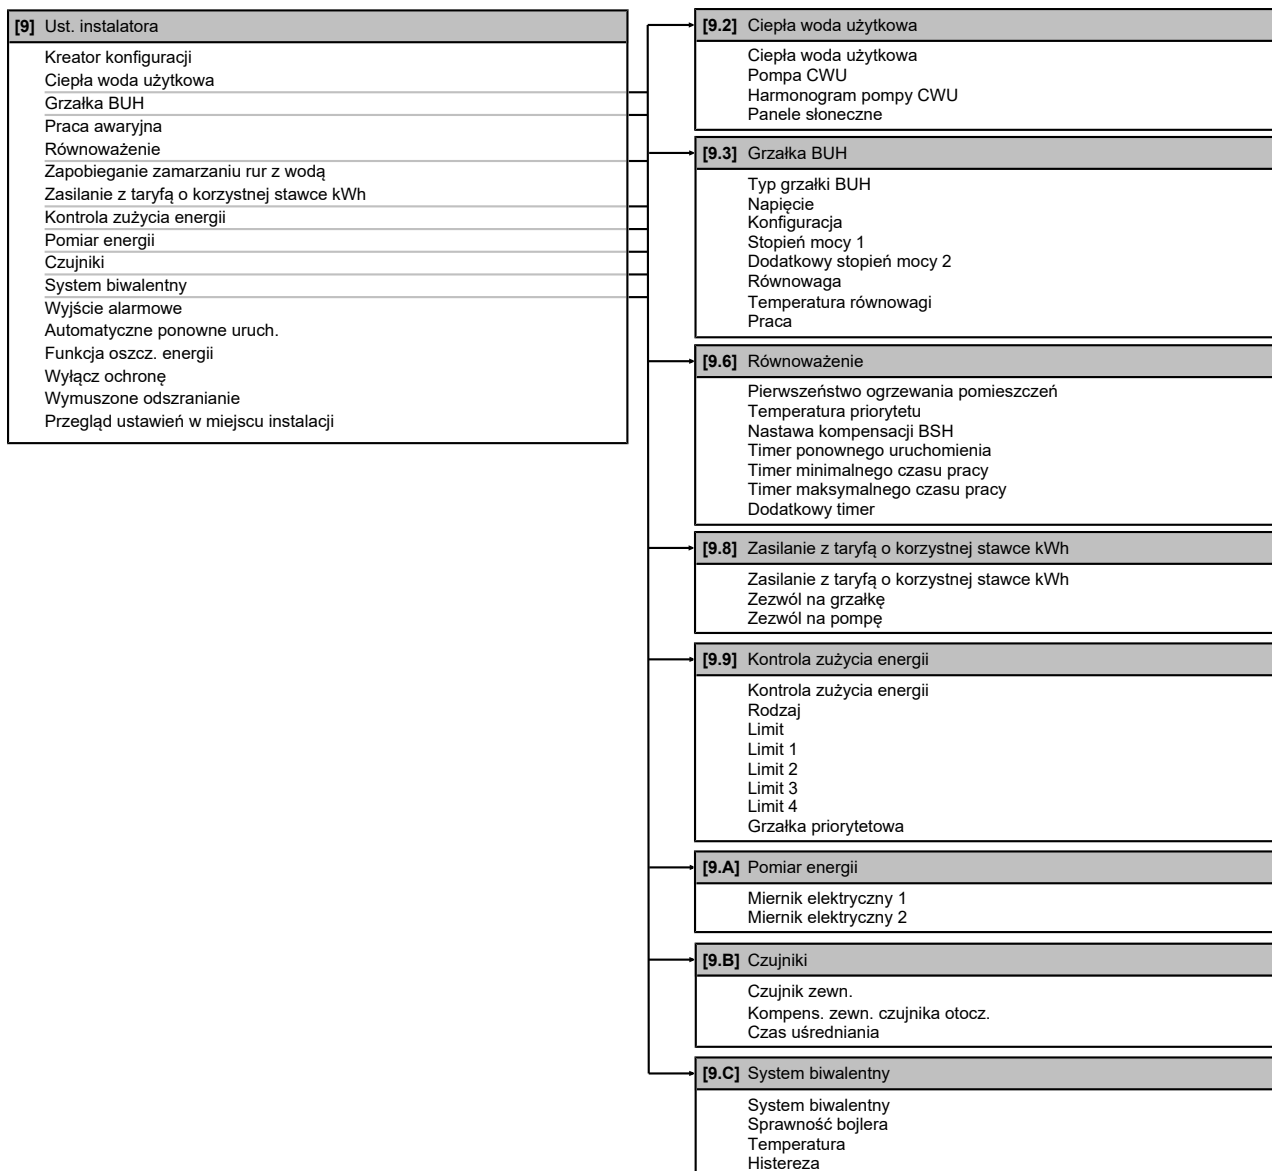 [9] Ust. instalatora
Kreator konfiguracji
Ciepła woda użytkowa
Grzałka BUH
Praca awaryjna
Równoważenie
Zapobieganie zamarzaniu rur z wodą
Zasilanie z taryfą o korzystnej stawce kWh
Kontrola zużycia energii
Pomiar energii
Czujniki
System biwalentny
Wyjście alarmowe
Automatyczne ponowne uruch.
Funkcja oszcz. energii
Wyłącz ochronę
Wymuszone odszranianie
Przegląd ustawień w miejscu instalacji
[9.2] Ciepła woda użytkowa
Ciepła woda użytkowa
Pompa CWU
Harmonogram pompy CWU
Panele słoneczne
[9.3] Grzałka BUH
Typ grzałki BUH
Napięcie
Konfiguracja
Stopień mocy 1
Dodatkowy stopień mocy 2
Równowaga
Temperatura równowagi
Praca
[9.6] Równoważenie
Pierwszeństwo ogrzewania pomieszczeń
Temperatura priorytetu
Nastawa kompensacji BSH
Timer ponownego uruchomienia
Timer minimalnego czasu pracy
Timer maksymalnego czasu pracy
Dodatkowy timer
[9.8] Zasilanie z taryfą o korzystnej stawce kWh
Zasilanie z taryfą o korzystnej stawce kWh
Zezwól na grzałkę
Zezwól na pompę
[9.9] Kontrola zużycia energii
Kontrola zużycia energii
Rodzaj
Limit
Limit 1
Limit 2
Limit 3
Limit 4
Grzałka priorytetowa
[9.A] Pomiar energii
Miernik elektryczny 1
Miernik elektryczny 2
[9.B] Czujniki
Czujnik zewn.
Kompens. zewn. czujnika otocz.
Czas uśredniania
[9.C] System biwalentny
System biwalentny
Sprawność bojlera
Temperatura
Histereza